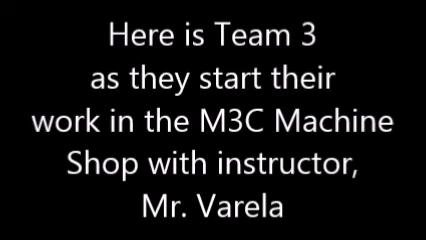 Here is Team 3
as they start their
work in the M3C Machine
Shop with instructor,
Mr. Varela